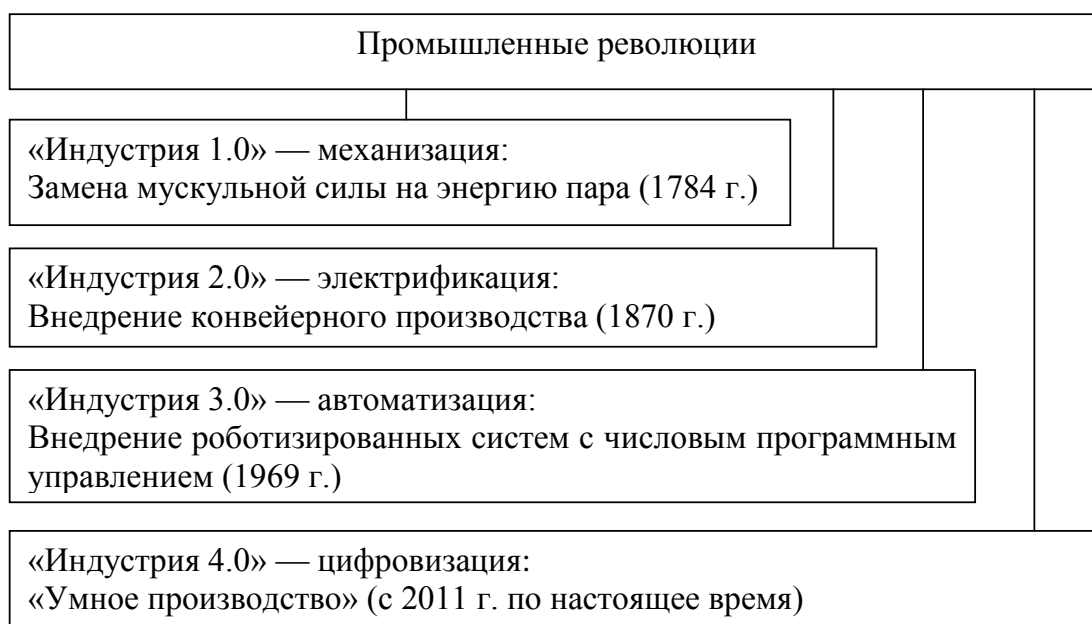 Промышленные революции
«Индустрия 1.0» — механизация:
Замена мускульной силы на энергию пара (1784 г.)
«Индустрия 2.0» — электрификация:
Внедрение конвейерного производства (1870 г.)
«Индустрия 3.0» — автоматизация:
Внедрение роботизированных систем с числовым программным
управлением (1969 г.)
«Индустрия 4.0» — цифровизация:
«Умное производство» (с 2011 г. по настоящее время)